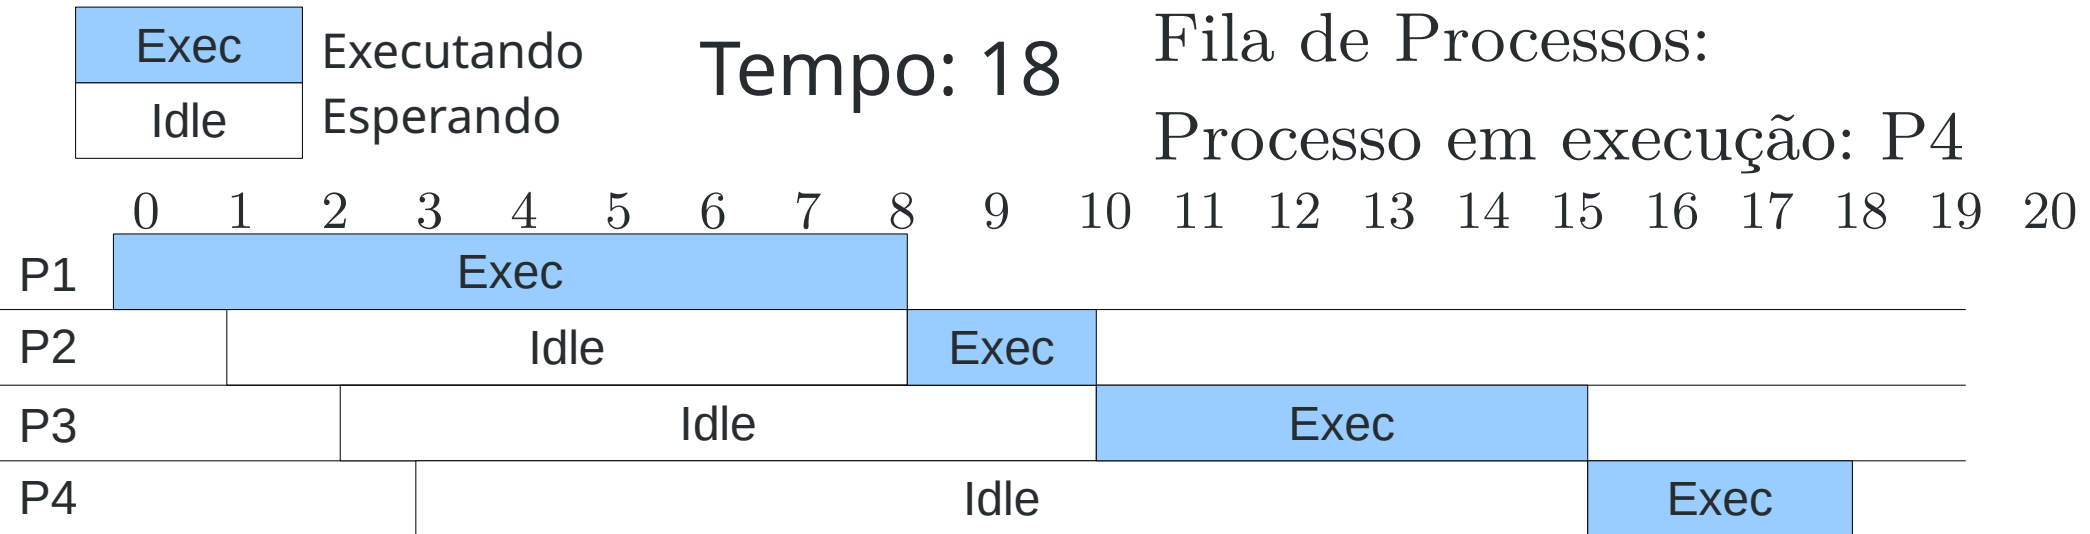 Exec Executando
Idle Esperando
Tempo: 18
Fila de Processos:
Processo em execução: P4
0 1 2 3 4 5 6 7 8 9 10 11 12 13 14 15 16 17 18 19 20
P1 Exec
P2 Idle Exec
P3 Idle Exec
P4 Idle Exec